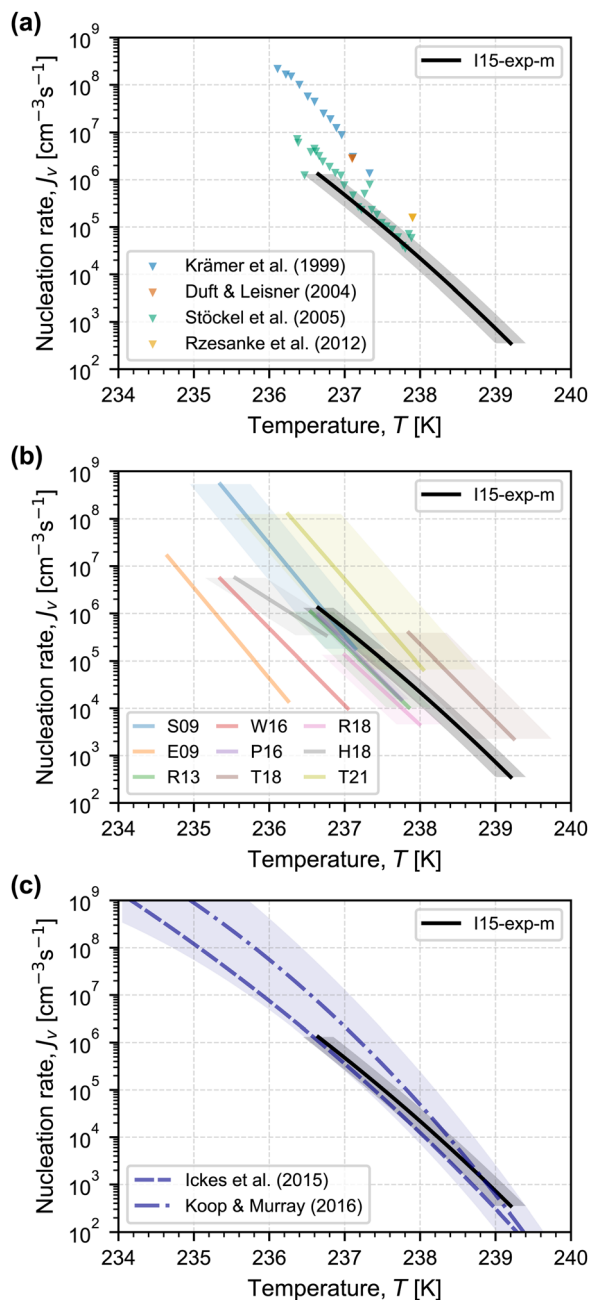 (a)
Nucleation rate, Jᵥ [cm⁻³s⁻¹]
10⁹
10⁸
10⁷
10⁶
10⁵
10⁴
10³
10²
I15-exp-m
Krämer et al. (1999)
Duft & Leisner (2004)
Stöckel et al. (2005)
Rzesanke et al. (2012)
234 235 236 237 238 239 240
Temperature, T [K]
(b)
Nucleation rate, Jᵥ [cm⁻³s⁻¹]
10⁹
10⁸
10⁷
10⁶
10⁵
10⁴
10³
10²
I15-exp-m
S09 W16 R18
E09 P16 H18
R13 T18 T21
234 235 236 237 238 239 240
Temperature, T [K]
(c)
Nucleation rate, Jᵥ [cm⁻³s⁻¹]
10⁹
10⁸
10⁷
10⁶
10⁵
10⁴
10³
10²
I15-exp-m
Ickes et al. (2015)
Koop & Murray (2016)
234 235 236 237 238 239 240
Temperature, T [K]